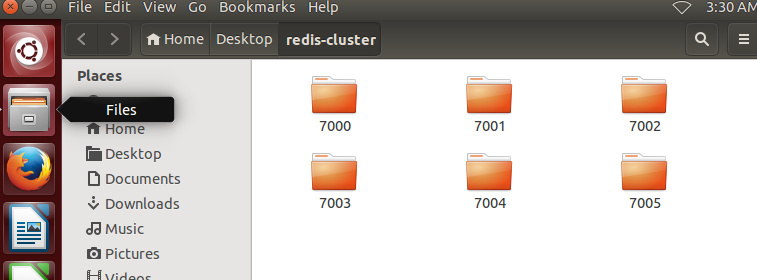 File Edit View Go Bookmarks Help 3:30 AM
Home Desktop redis-cluster
Places
Files
Home
Desktop
Documents
Downloads
Music
Pictures
Videos
7000 7001 7002
7003 7004 7005